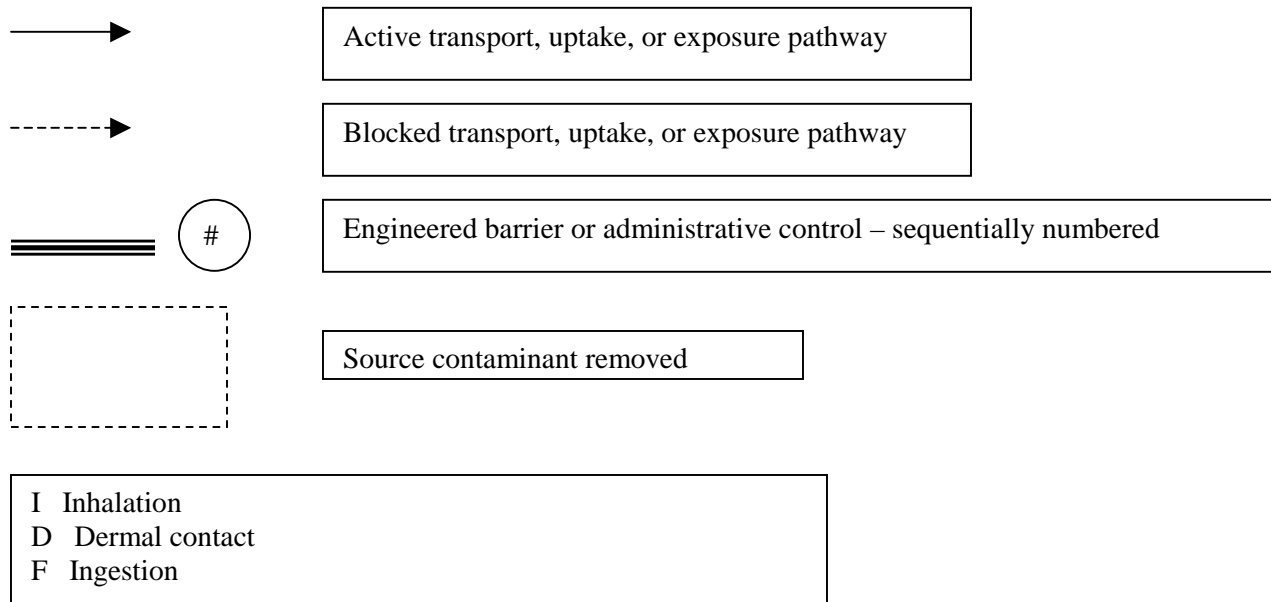 Active transport, uptake, or exposure pathway
Blocked transport, uptake, or exposure pathway
#
Engineered barrier or administrative control – sequentially numbered
Source contaminant removed
I Inhalation
D Dermal contact
F Ingestion